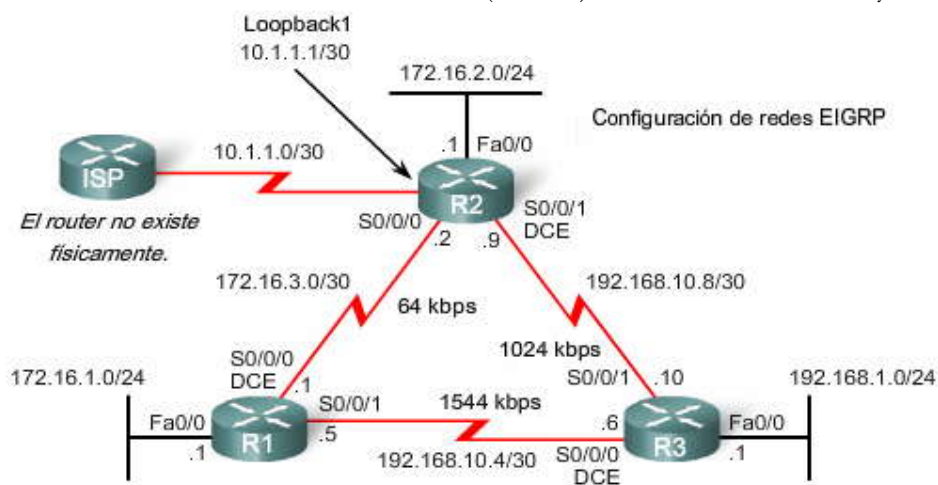 Loopback1
10.1.1.1/30
172.16.2.0/24
Configuración de redes EIGRP
.1
Fa0/0
10.1.1.0/30
ISP
R2
El router no existe
físicamente.
S0/0/0
S0/0/1
DCE
.2
.9
172.16.3.0/30
192.168.10.8/30
64 kbps
1024 kbps
S0/0/0
DCE
.1
S0/0/1
.10
172.16.1.0/24
192.168.1.0/24
S0/0/1
1544 kbps
.6
Fa0/0
R1
.5
R3
Fa0/0
.1
192.168.10.4/30
S0/0/0
DCE
.1